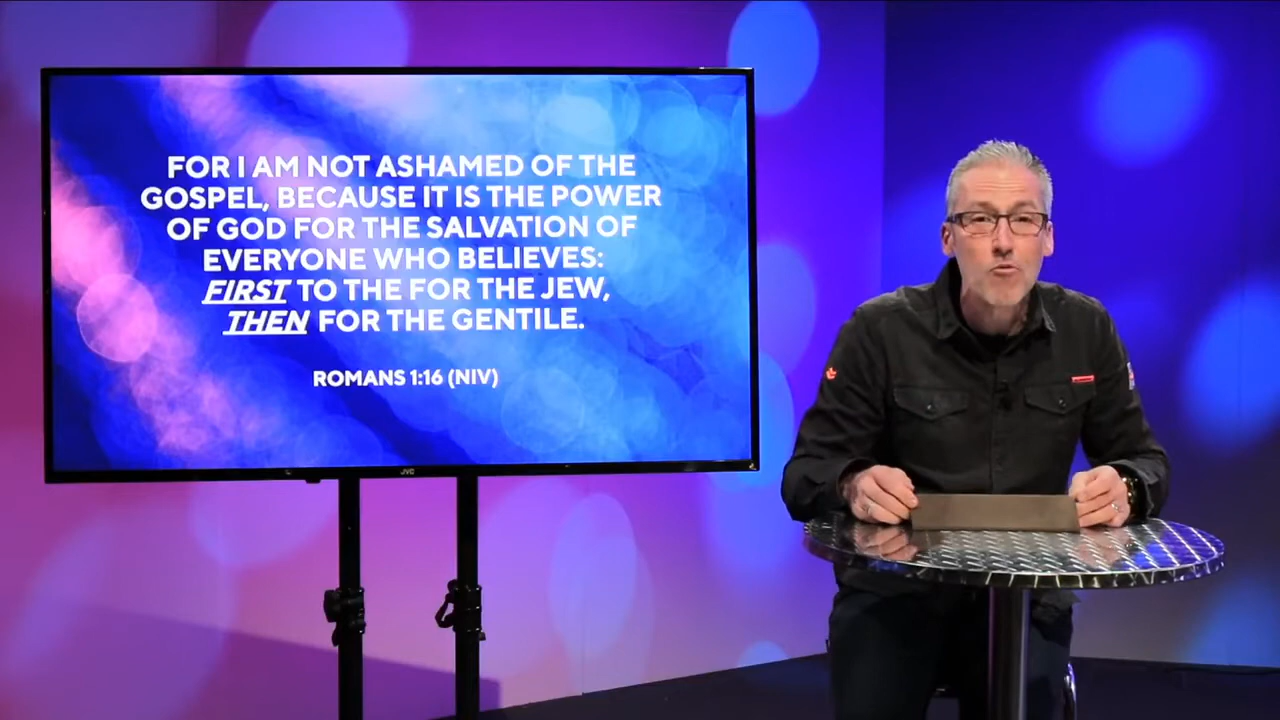 FOR I AM NOT ASHAMED OF THE
GOSPEL, BECAUSE IT IS THE POWER
OF GOD FOR THE SALVATION OF
EVERYONE WHO BELIEVES:
FIRST TO THE FOR THE JEW,
THEN FOR THE GENTILE.
ROMANS 1:16 (NIV)
JVC